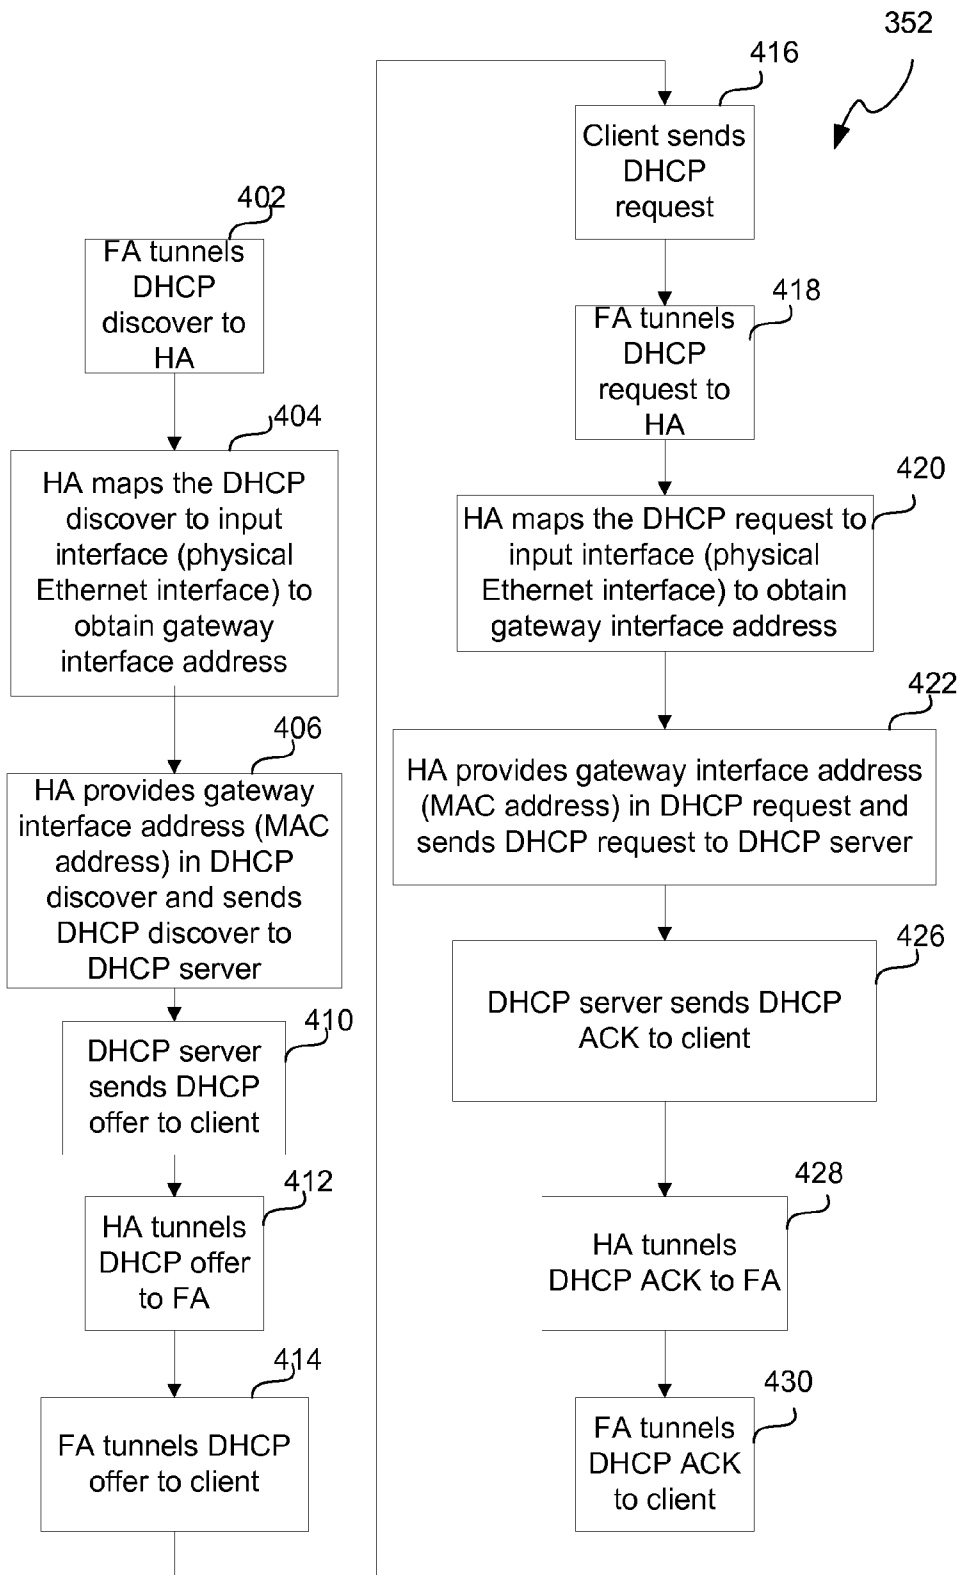 402
FA tunnels
DHCP
discover to
HA
404
HA maps the DHCP
discover to input
interface (physical
Ethernet interface) to
obtain gateway
interface address
406
HA provides gateway
interface address (MAC
address) in DHCP
discover and sends
DHCP discover to
DHCP server
410
DHCP server
sends DHCP
offer to client
412
HA tunnels
DHCP offer
to FA
414
FA tunnels DHCP
offer to client
352
416
Client sends
DHCP
request
418
FA tunnels
DHCP
request to
HA
420
HA maps the DHCP request to
input interface (physical
Ethernet interface) to obtain
gateway interface address
422
HA provides gateway interface address
(MAC address) in DHCP request and
sends DHCP request to DHCP server
426
DHCP server sends DHCP
ACK to client
428
HA tunnels
DHCP ACK to FA
430
FA tunnels
DHCP ACK
to client